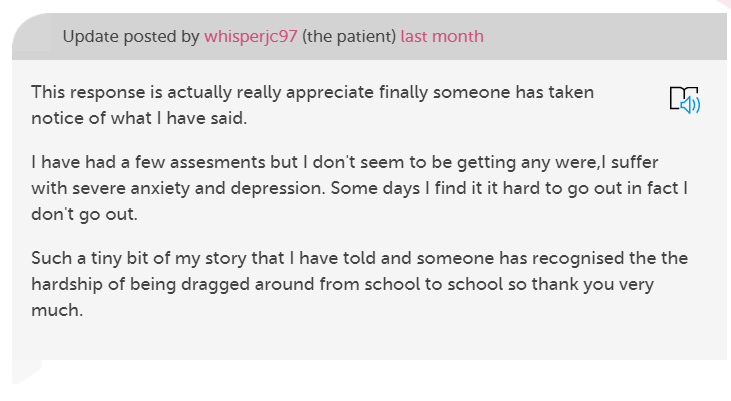 Update posted by whisperjc97 (the patient) last month
This response is actually really appreciate finally someone has taken
notice of what I have said.
I have had a few assesments but I don't seem to be getting any were,I suffer
with severe anxiety and depression. Some days I find it it hard to go out in fact I
don't go out.
Such a tiny bit of my story that I have told and someone has recognised the the
hardship of being dragged around from school to school so thank you very
much.